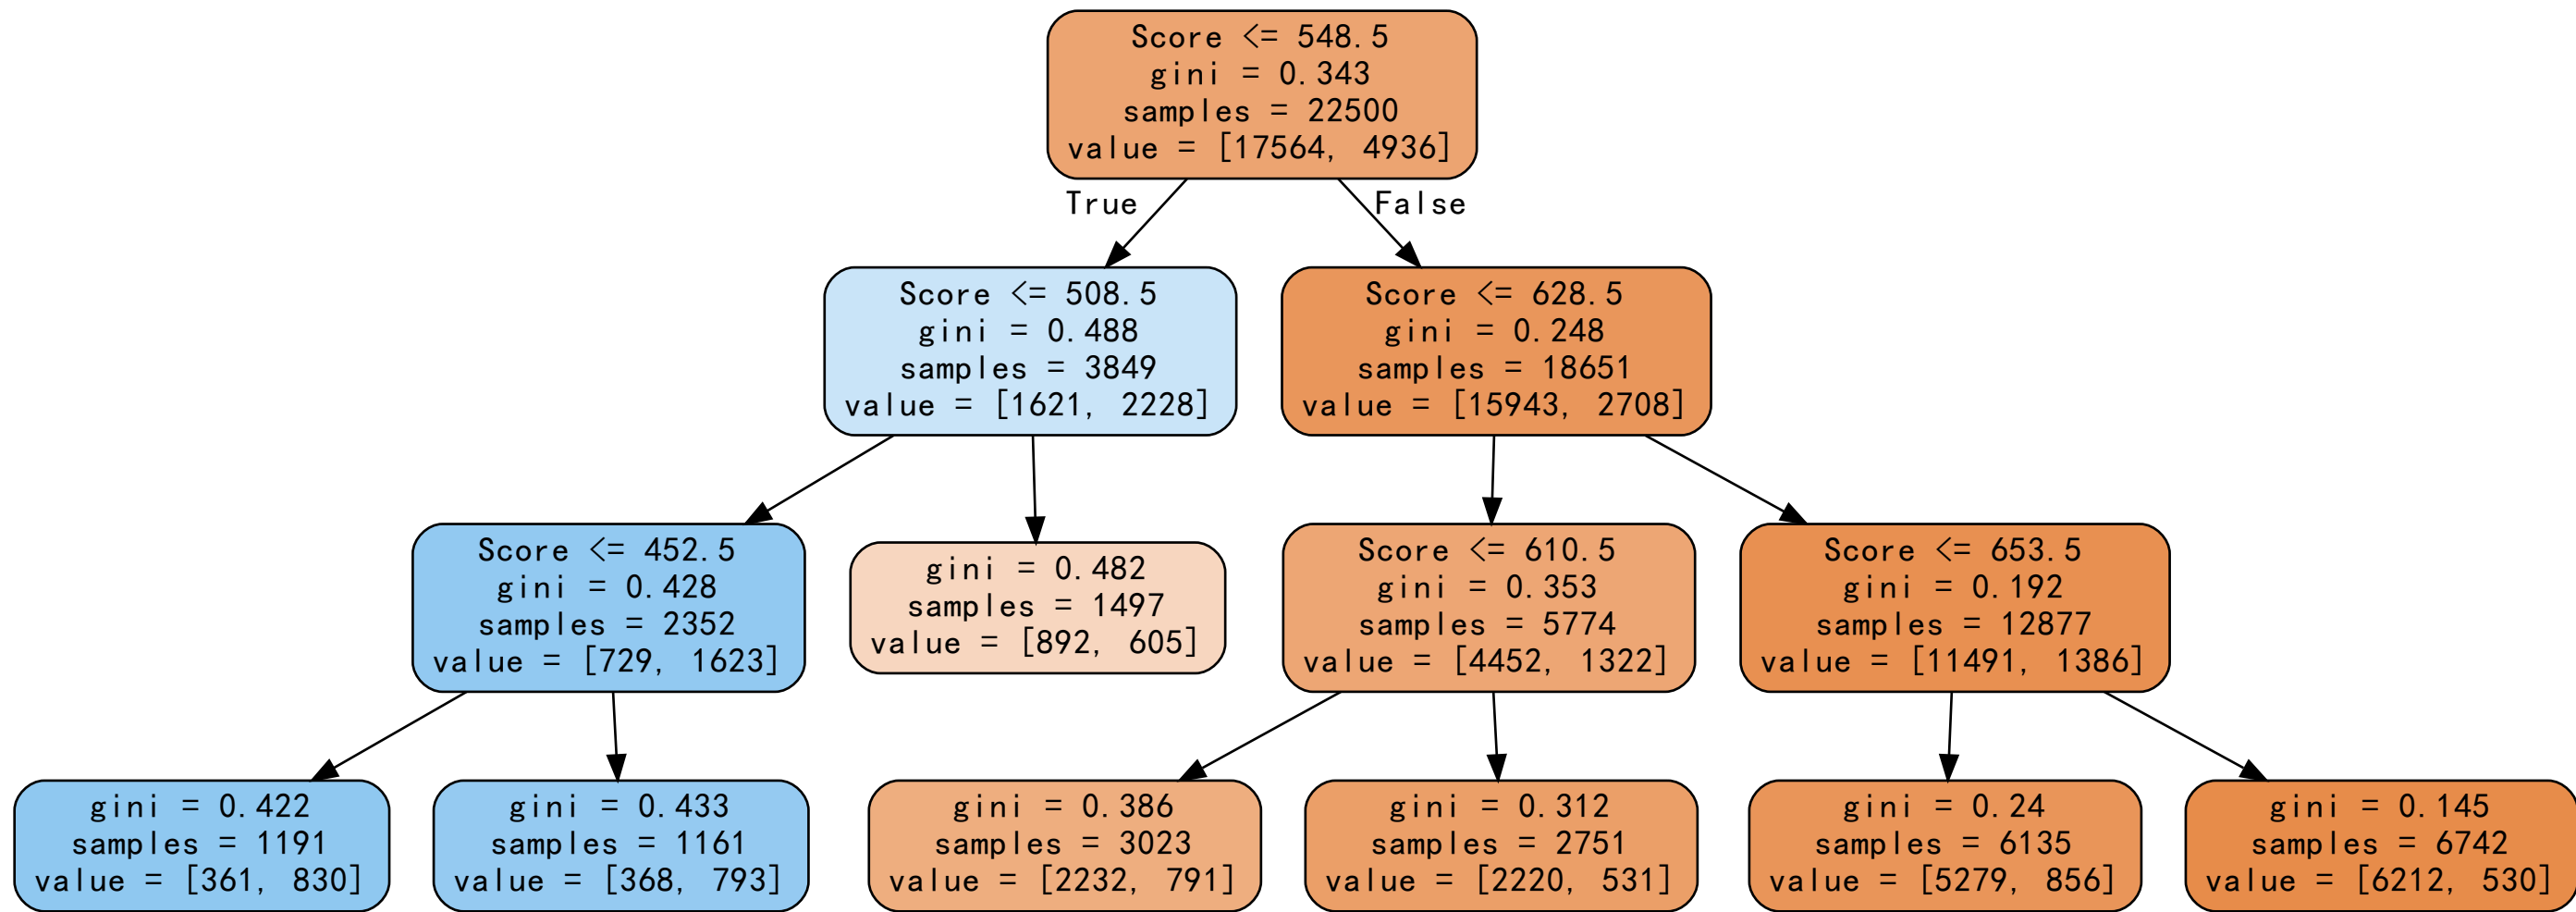 Score <= 548.5
gini = 0.343
samples = 22500
value = [17564, 4936]
True
False
Score <= 508.5
gini = 0.488
samples = 3849
value = [1621, 2228]
Score <= 628.5
gini = 0.248
samples = 18651
value = [15943, 2708]
Score <= 452.5
gini = 0.428
samples = 2352
value = [729, 1623]
gini = 0.482
samples = 1497
value = [892, 605]
Score <= 610.5
gini = 0.353
samples = 5774
value = [4452, 1322]
Score <= 653.5
gini = 0.192
samples = 12877
value = [11491, 1386]
gini = 0.422
samples = 1191
value = [361, 830]
gini = 0.433
samples = 1161
value = [368, 793]
gini = 0.386
samples = 3023
value = [2232, 791]
gini = 0.312
samples = 2751
value = [2220, 531]
gini = 0.24
samples = 6135
value = [5279, 856]
gini = 0.145
samples = 6742
value = [6212, 530]